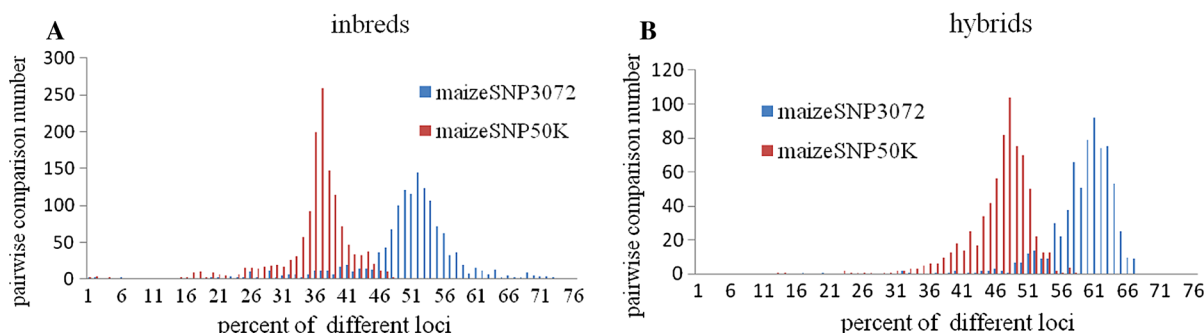 A
inbreds
pairwise comparison number
300
250
200
150
100
50
0
maizeSNP3072
maizeSNP50K
1 6 11 16 21 26 31 36 41 46 51 56 61 66 71 76
percent of different loci
B
hybrids
pairwise comparison number
120
100
80
60
40
20
0
maizeSNP3072
maizeSNP50K
1 6 11 16 21 26 31 36 41 46 51 56 61 66 71 76
percent of different loci